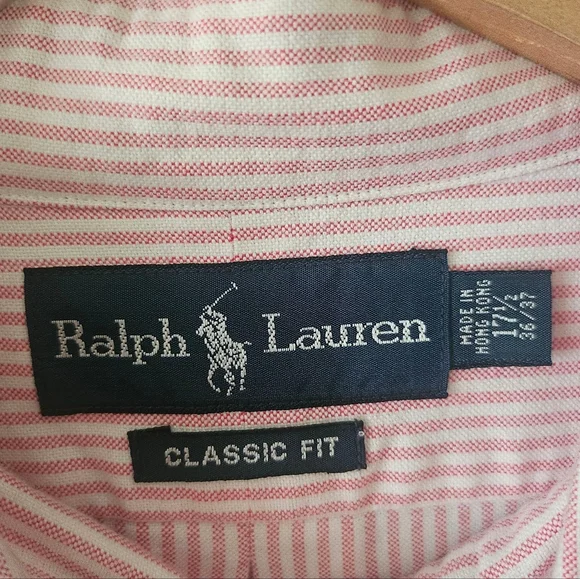 Ralph Lauren
MADE IN
HONG KONG
17½
36/37
CLASSIC FIT